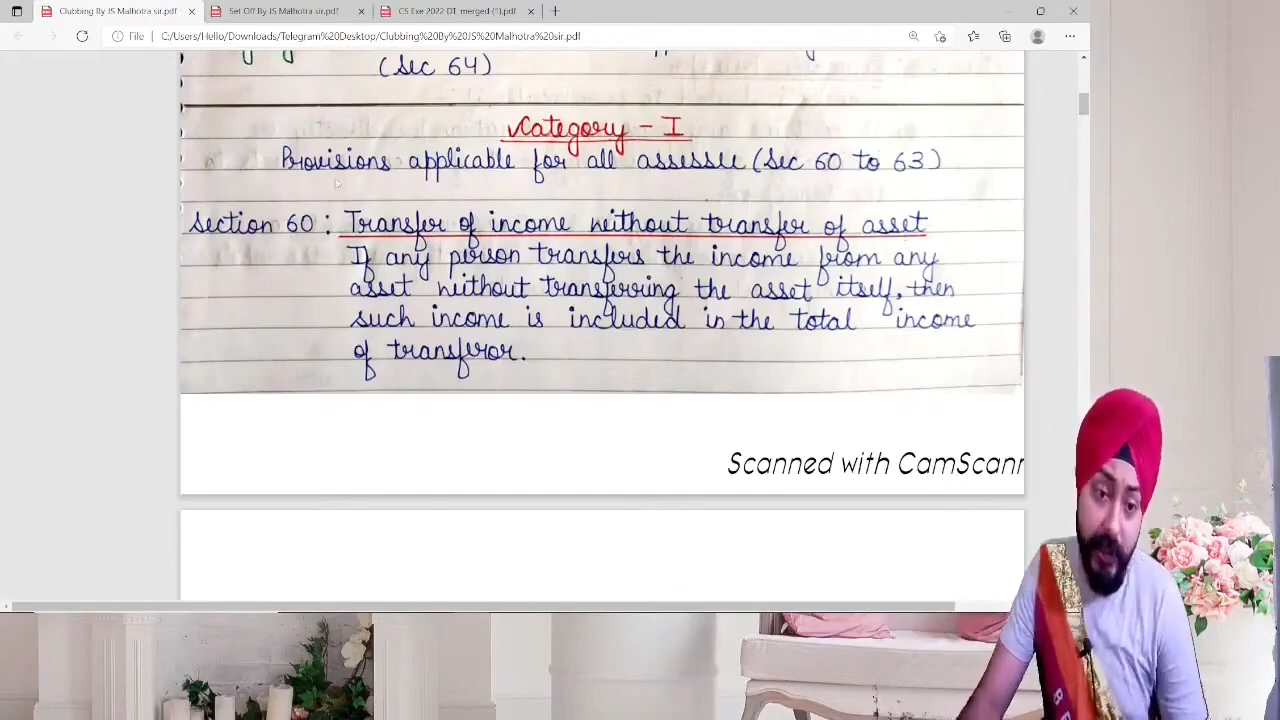 Clubbing By JS Malhotra sir.pdf
Set Off By JS Malhotra sir.pdf
CS Exe 2022 DT merged (1).pdf
File
C:/Users/Hello/Downloads/Telegram%20Desktop/Clubbing%20By%20JS%20Malhotra%20sir.pdf
(Sec 64)
Category - I
Provisions applicable for all assessee (Sec 60 to 63)
Section 60 : Transfer of income without transfer of asset
If any person transfers the income from any
asset without transferring the asset itself, then
such income is included in the total income
of transferor.
Scanned with CamScann